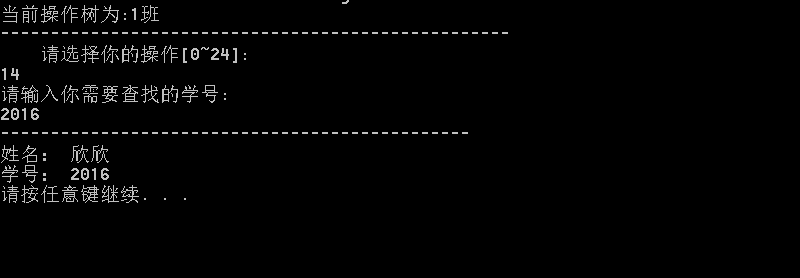 当前操作树为:1班
---------------------------------------------------
请选择你的操作[0~24]:
14
请输入你需要查找的学号:
2016
-----------------------------------------------
姓名: 欣欣
学号: 2016
请按任意键继续. . .